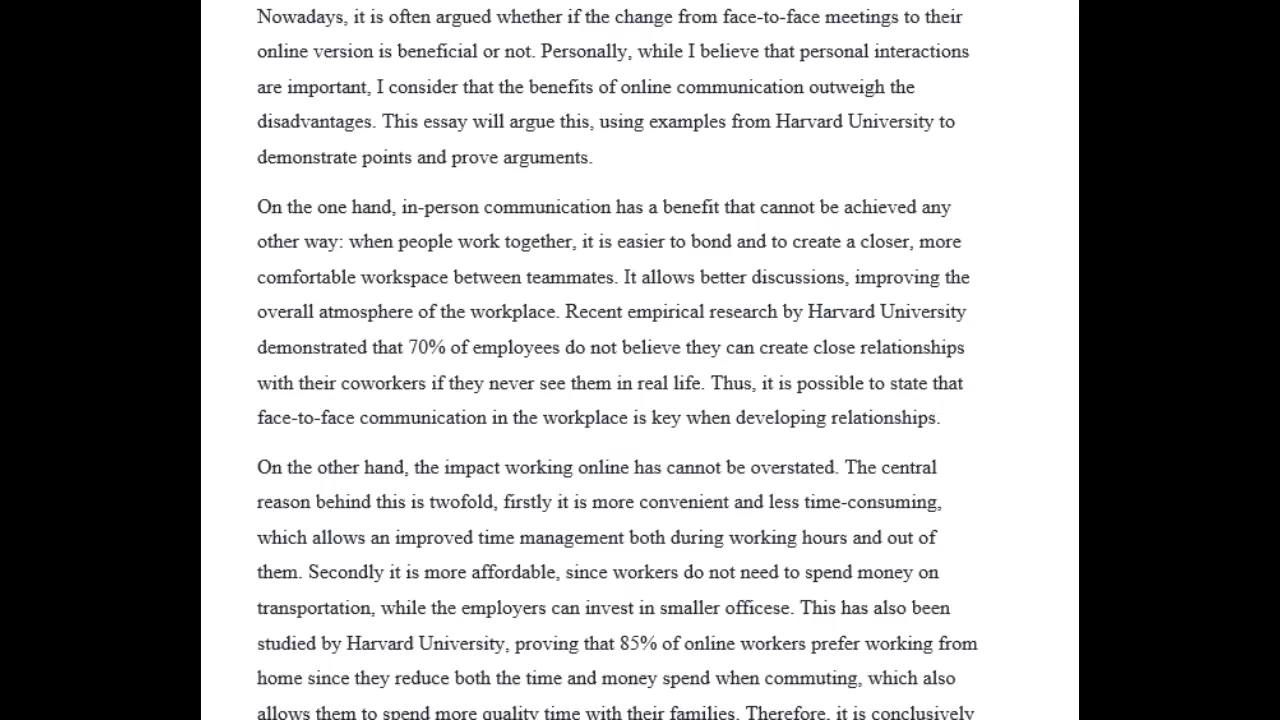 Nowadays, it is often argued whether if the change from face-to-face meetings to their
online version is beneficial or not. Personally, while I believe that personal interactions
are important, I consider that the benefits of online communication outweigh the
disadvantages. This essay will argue this, using examples from Harvard University to
demonstrate points and prove arguments.
On the one hand, in-person communication has a benefit that cannot be achieved any
other way: when people work together, it is easier to bond and to create a closer, more
comfortable workspace between teammates. It allows better discussions, improving the
overall atmosphere of the workplace. Recent empirical research by Harvard University
demonstrated that 70% of employees do not believe they can create close relationships
with their coworkers if they never see them in real life. Thus, it is possible to state that
face-to-face communication in the workplace is key when developing relationships.
On the other hand, the impact working online has cannot be overstated. The central
reason behind this is twofold, firstly it is more convenient and less time-consuming,
which allows an improved time management both during working hours and out of
them. Secondly it is more affordable, since workers do not need to spend money on
transportation, while the employers can invest in smaller officese. This has also been
studied by Harvard University, proving that 85% of online workers prefer working from
home since they reduce both the time and money spend when commuting, which also
allows them to spend more quality time with their families. Therefore, it is conclusively